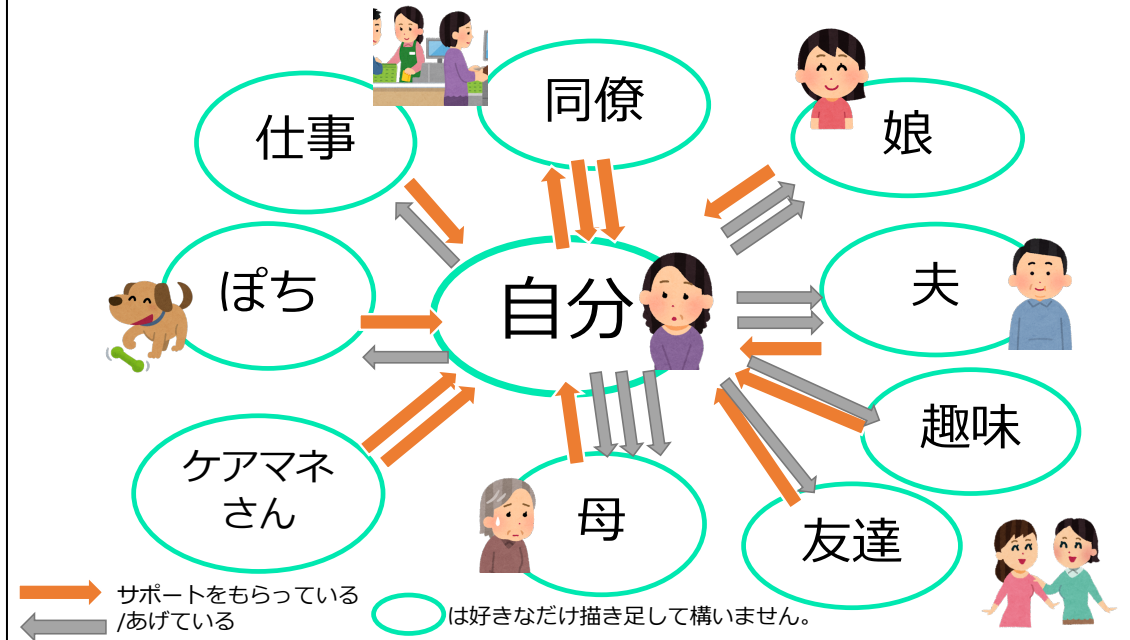 同僚
仕事
娘
ぽち
自分
夫
趣味
ケアマネ
さん
母
友達
サポートをもらっている
/あげている
は好きなだけ描き足して構いません。